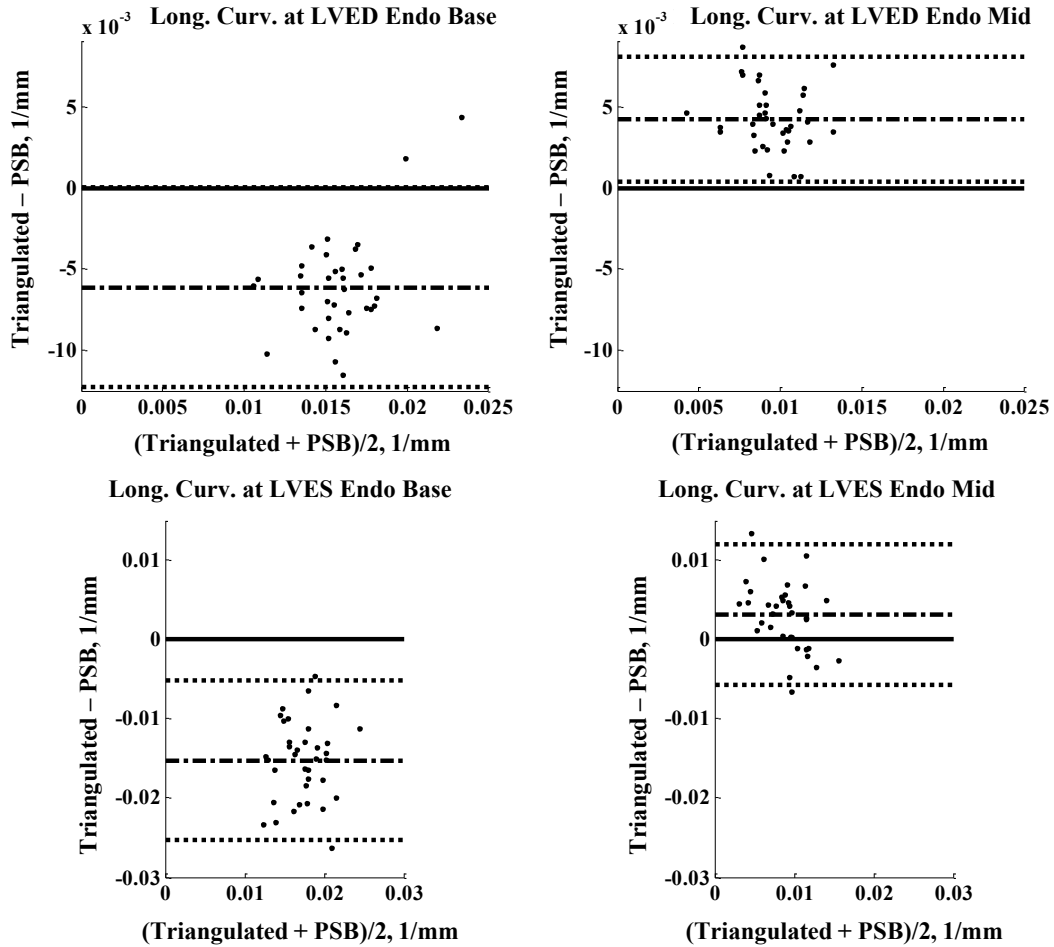 Long. Curv. at LVED Endo Base
x 10-3
Triangulated – PSB, 1/mm
5
0
-5
-10
0 0.005 0.01 0.015 0.02 0.025
(Triangulated + PSB)/2, 1/mm
Long. Curv. at LVED Endo Mid
x 10-3
Triangulated – PSB, 1/mm
5
0
-5
-10
0 0.005 0.01 0.015 0.02 0.025
(Triangulated + PSB)/2, 1/mm
Long. Curv. at LVES Endo Base
Triangulated – PSB, 1/mm
0.01
0
-0.01
-0.02
-0.03
0 0.01 0.02 0.03
(Triangulated + PSB)/2, 1/mm
Long. Curv. at LVES Endo Mid
Triangulated – PSB, 1/mm
0.01
0
-0.01
-0.02
-0.03
0 0.01 0.02 0.03
(Triangulated + PSB)/2, 1/mm